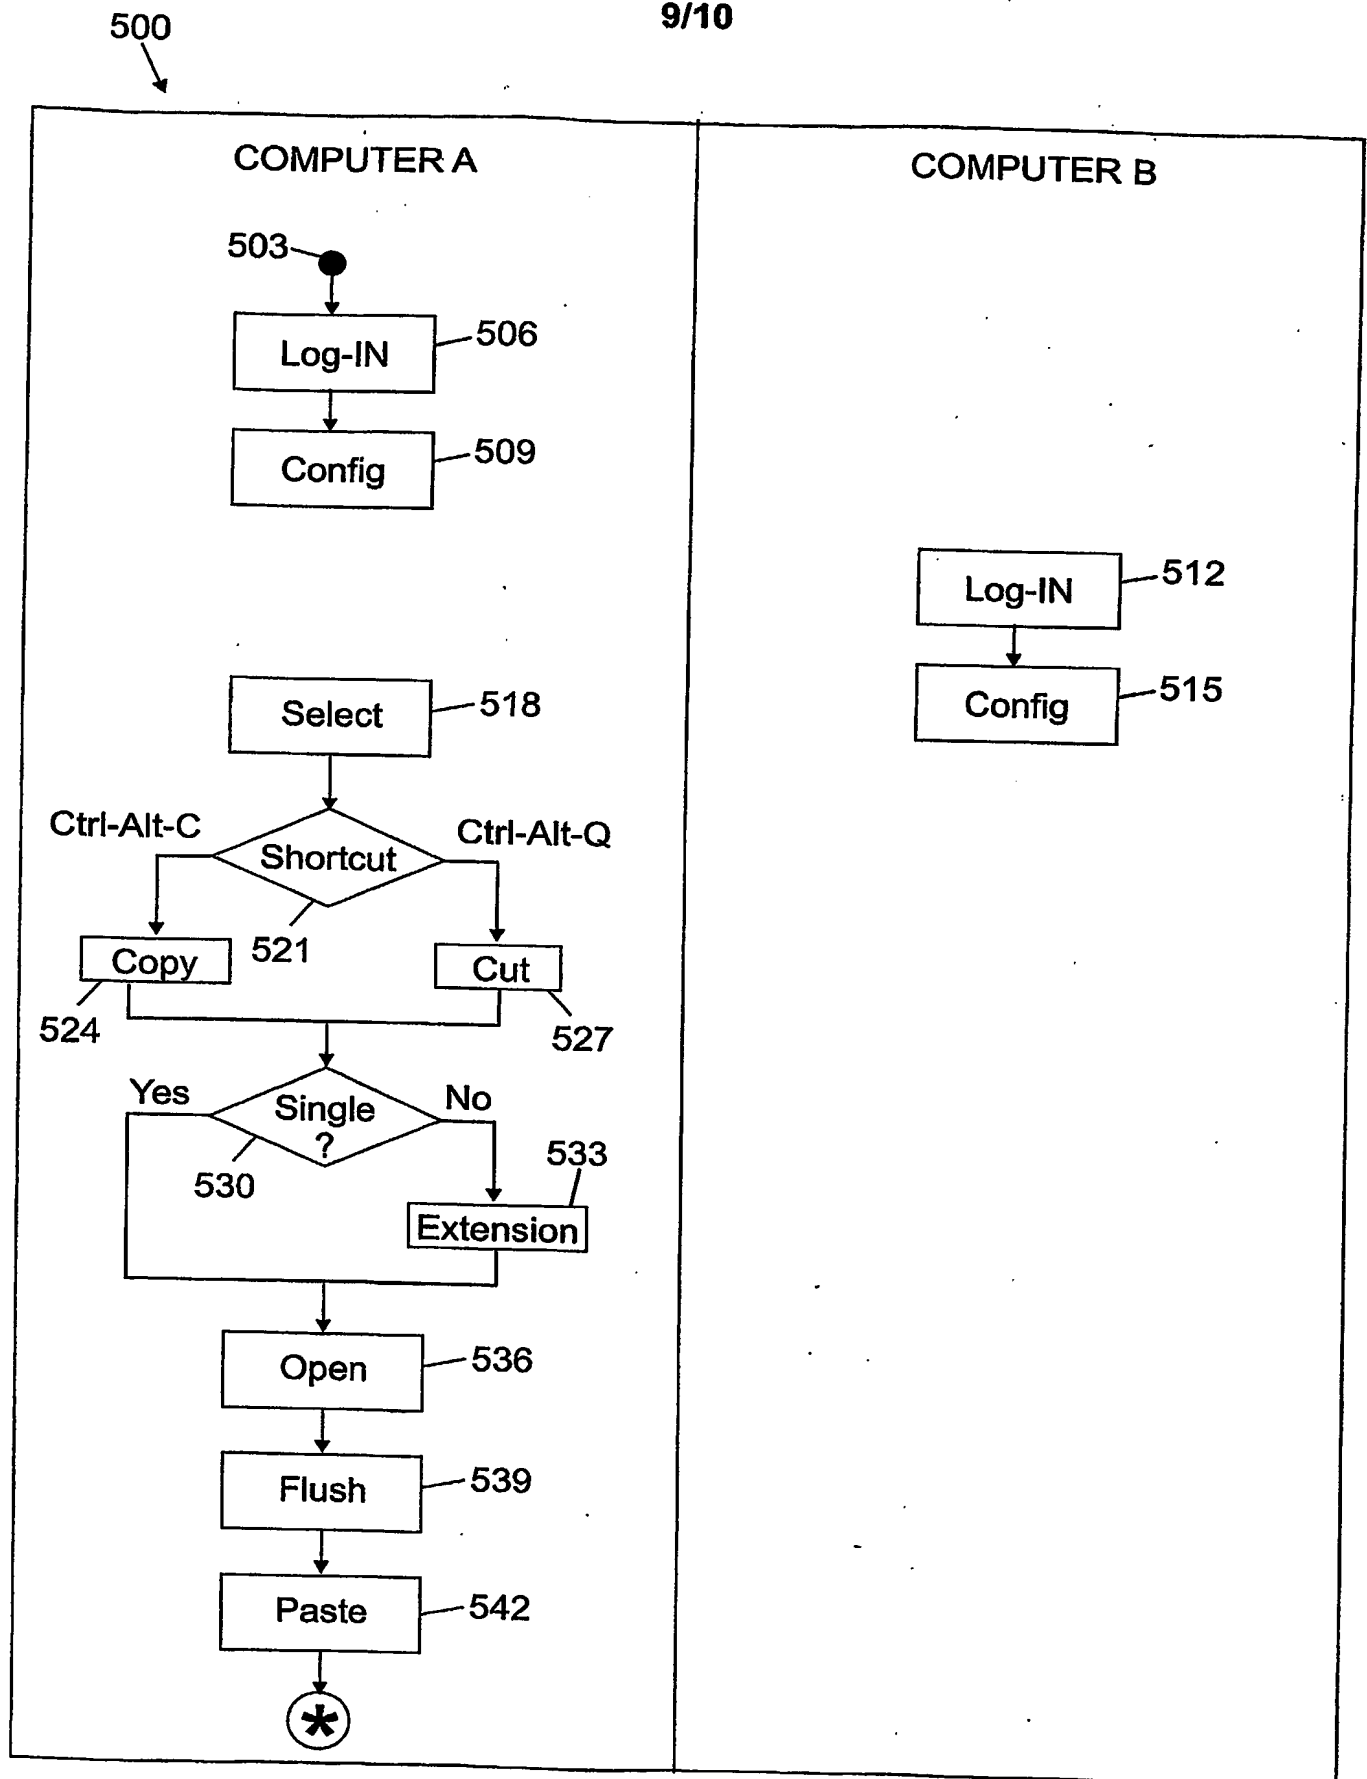 9/10
500
COMPUTER A
COMPUTER B
503
Log-IN
506
Config
509
Log-IN
512
Config
515
Select
518
Ctrl-Alt-C
Ctrl-Alt-Q
Shortcut
521
Copy
524
Cut
527
Yes
No
Single
?
530
533
Extension
Open
536
Flush
539
Paste
542
*